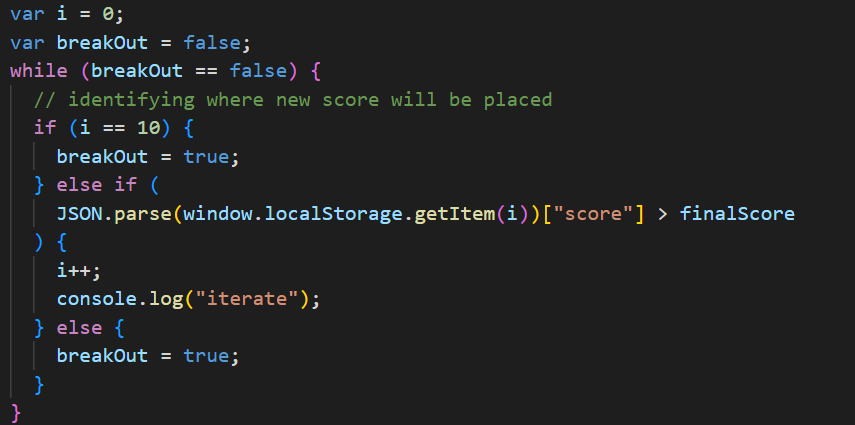 var i = 0;
var breakOut = false;
while (breakOut == false) {
  // identifying where new score will be placed
  if (i == 10) {
    breakOut = true;
  } else if (
    JSON.parse(window.localStorage.getItem(i))["score"] > finalScore
  ) {
    i++;
    console.log("iterate");
  } else {
    breakOut = true;
  }
}